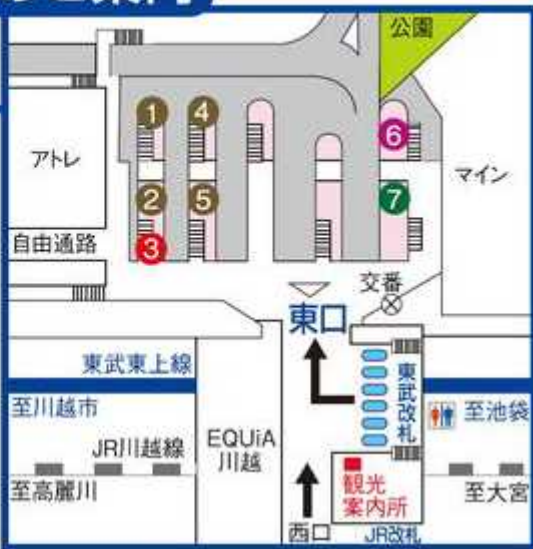 公園
1
4
6
アトレ
マイン
2
5
7
自由通路
3
交番
東口
東武東上線
東武改札
至川越市
至池袋
JR川越線
EQUiA
川越
至高麗川
観光
案内所
至大宮
西口
JR改札